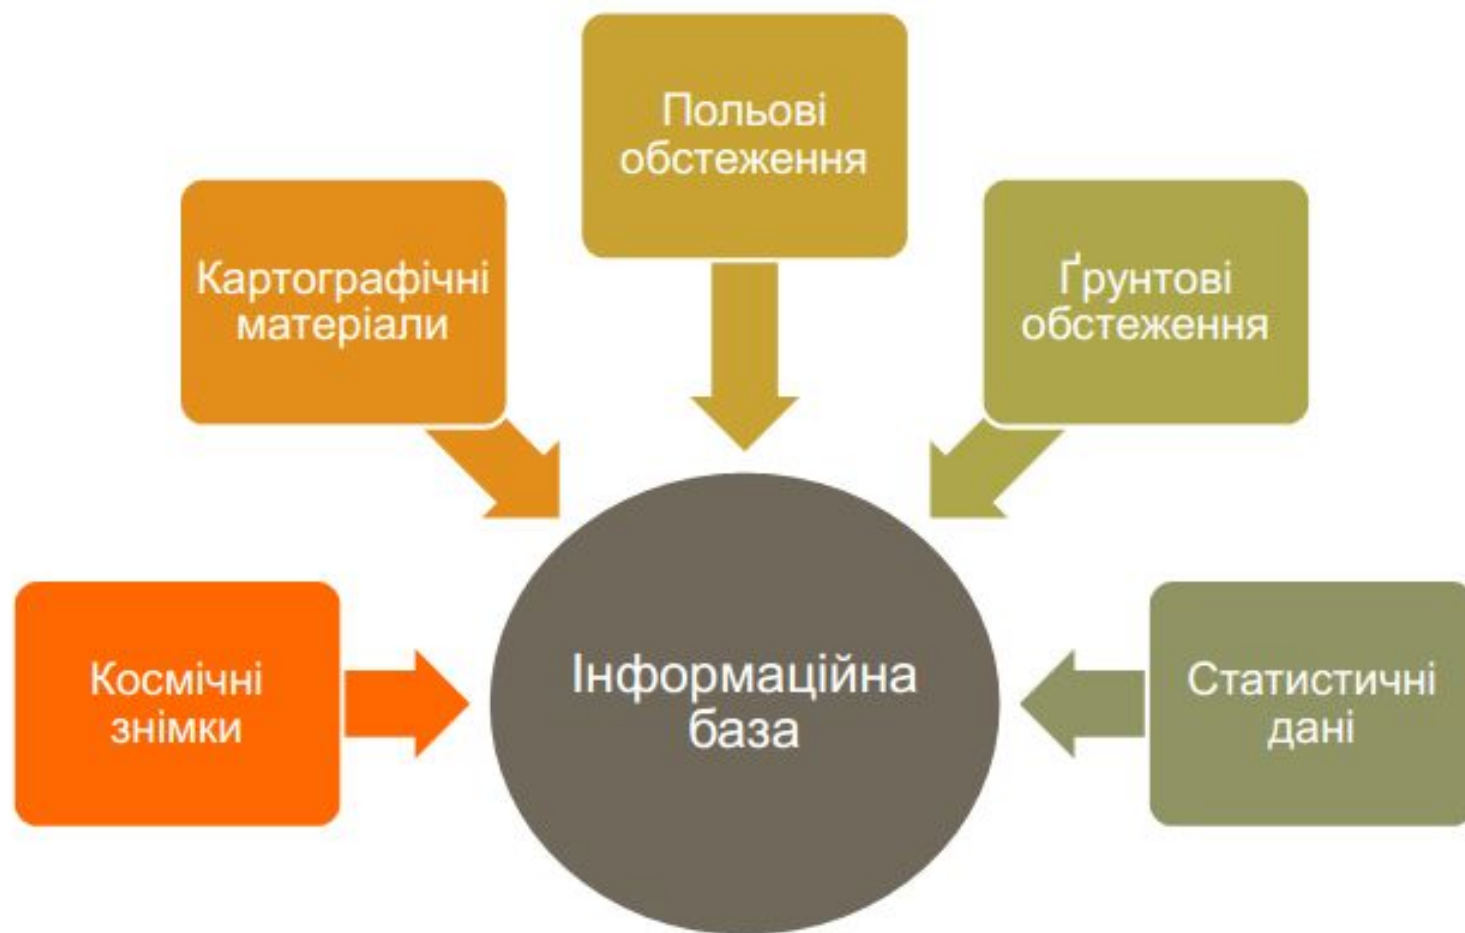 Польові
обстеження
Картографічні
матеріали
Ґрунтові
обстеження
Космічні
знімки
Інформаційна
база
Статистичні
дані